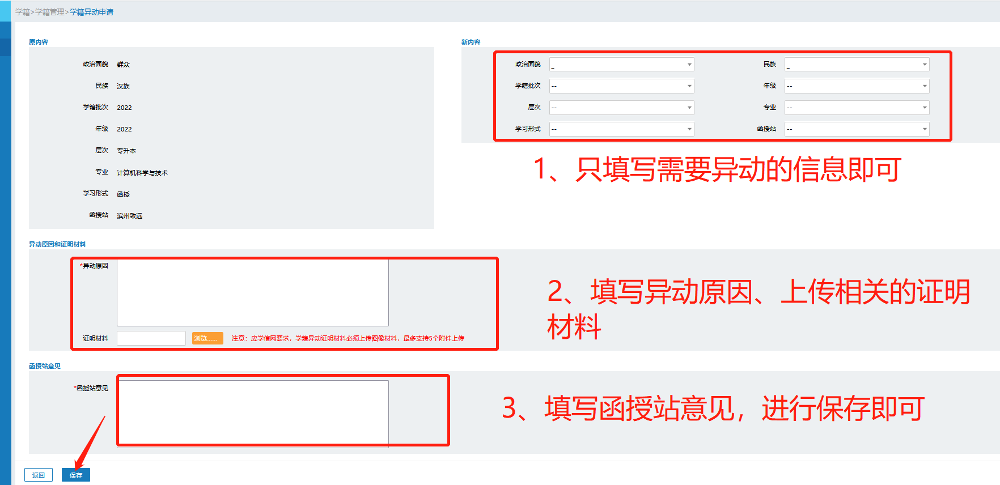 学籍>学籍管理>学籍异动申请
原内容
政治面貌 群众
民族 汉族
学籍批次 2022
年级 2022
层次 专升本
专业 计算机科学与技术
学习形式 函授
函授站 滨州致远
新内容
政治面貌 _ 民族 _
学籍批次 -- 年级 --
层次 -- 专业 --
学习形式 -- 函授站 --
1、只填写需要异动的信息即可
异动原因和证明材料
*异动原因
证明材料 浏览...... 注意：应学信网要求，学籍异动证明材料必须上传图像材料，最多支持5个附件上传
2、填写异动原因、上传相关的证明
材料
函授站意见
*函授站意见
3、填写函授站意见，进行保存即可
返回 保存